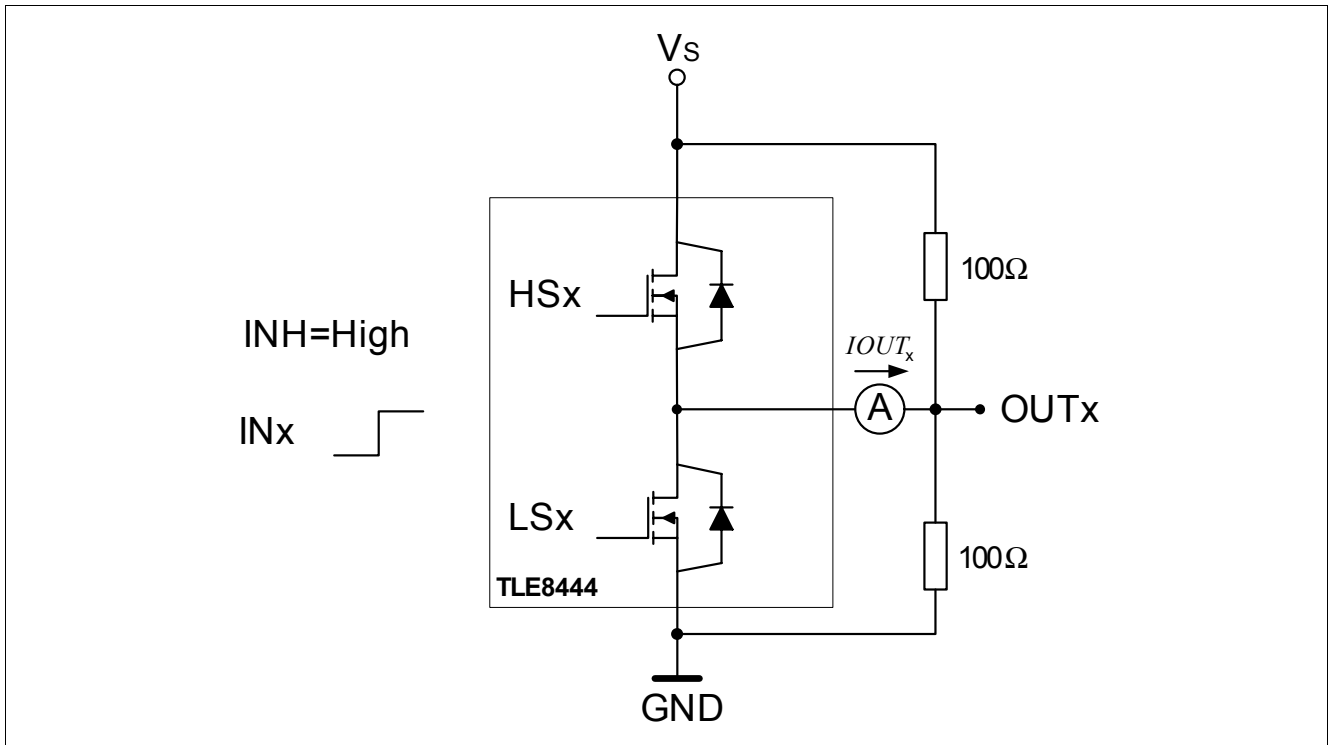 Vs
HSx
100Ω
INH=High
IOUTx
A
OUTx
INx
LSx
100Ω
TLE8444
GND